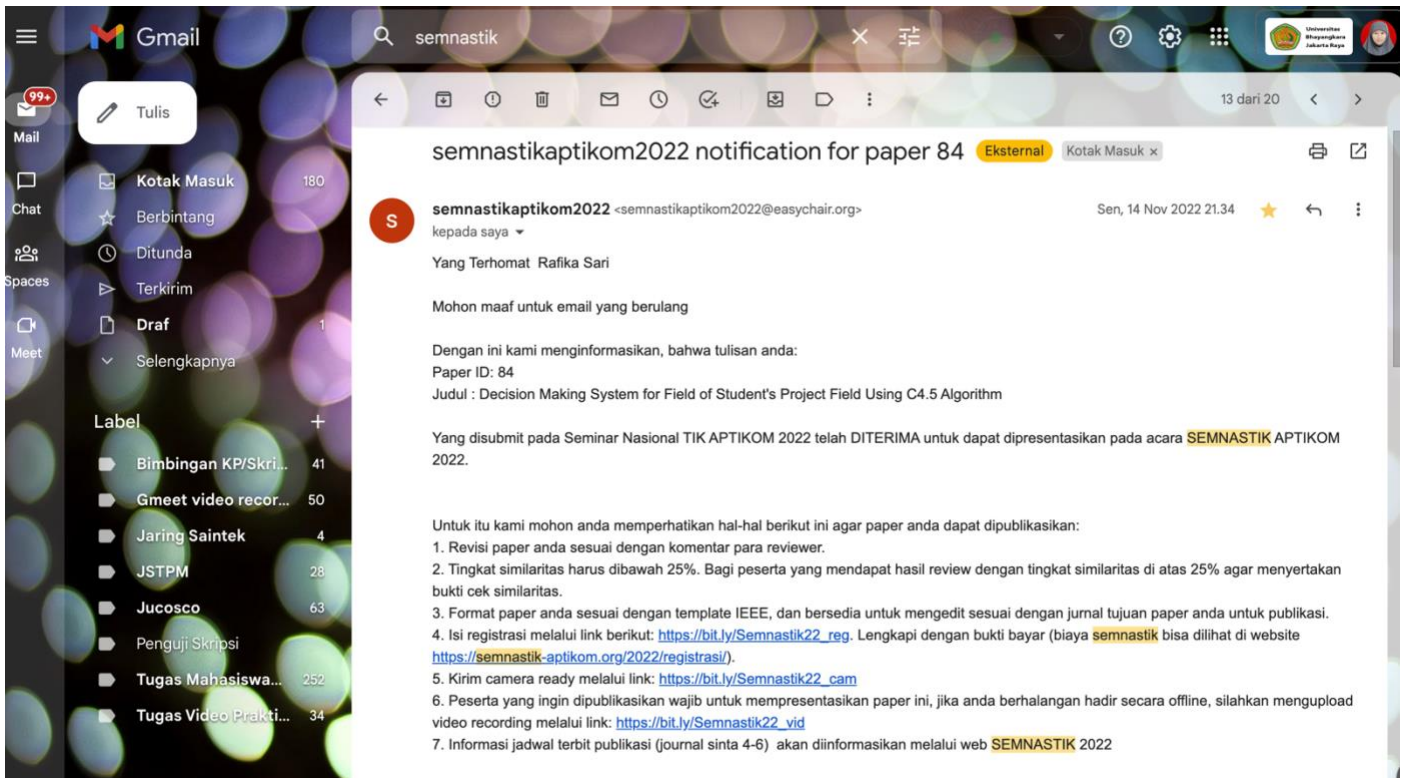 Gmail
semnastik
Universitas
Bhayangkara
Jakarta Raya
99+
Mail
Chat
Spaces
Meet
Tulis
Kotak Masuk 180
Berbintang
Ditunda
Terkirim
Draf 1
Selengkapnya
Label +
Bimbingan KP/Skri... 41
Gmeet video recor... 50
Jaring Saintek 4
JSTPM 28
Jucosco 63
Penguji Skripsi
Tugas Mahasiswa... 252
Tugas Video Prakti... 34
13 dari 20
semnastikaptikom2022 notification for paper 84 Eksternal Kotak Masuk ×
S
semnastikaptikom2022 <semnastikaptikom2022@easychair.org> Sen, 14 Nov 2022 21.34
kepada saya
Yang Terhomat Rafika Sari
Mohon maaf untuk email yang berulang
Dengan ini kami menginformasikan, bahwa tulisan anda:
Paper ID: 84
Judul : Decision Making System for Field of Student's Project Field Using C4.5 Algorithm
Yang disubmit pada Seminar Nasional TIK APTIKOM 2022 telah DITERIMA untuk dapat dipresentasikan pada acara SEMNASTIK APTIKOM
2022.
Untuk itu kami mohon anda memperhatikan hal-hal berikut ini agar paper anda dapat dipublikasikan:
1. Revisi paper anda sesuai dengan komentar para reviewer.
2. Tingkat similaritas harus dibawah 25%. Bagi peserta yang mendapat hasil review dengan tingkat similaritas di atas 25% agar menyertakan
bukti cek similaritas.
3. Format paper anda sesuai dengan template IEEE, dan bersedia untuk mengedit sesuai dengan jurnal tujuan paper anda untuk publikasi.
4. Isi registrasi melalui link berikut: https://bit.ly/Semnastik22_reg. Lengkapi dengan bukti bayar (biaya semnastik bisa dilihat di website
https://semnastik-aptikom.org/2022/registrasi/).
5. Kirim camera ready melalui link: https://bit.ly/Semnastik22_cam
6. Peserta yang ingin dipublikasikan wajib untuk mempresentasikan paper ini, jika anda berhalangan hadir secara offline, silahkan mengupload
video recording melalui link: https://bit.ly/Semnastik22_vid
7. Informasi jadwal terbit publikasi (journal sinta 4-6) akan diinformasikan melalui web SEMNASTIK 2022